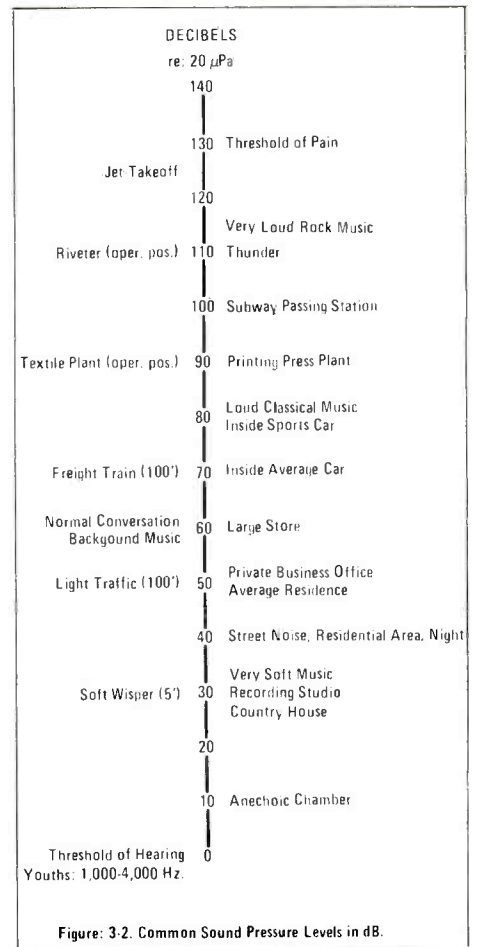 DECIBELS
re: 20 µPa
140
130 Threshold of Pain
Jet Takeoff
120
Very Loud Rock Music
Riveter (oper. pos.) 110 Thunder
100 Subway Passing Station
Textile Plant (oper. pos.) 90 Printing Press Plant
Loud Classical Music
80
Inside Sports Car
Freight Train (100') 70 Inside Average Car
Normal Conversation
60 Large Store
Backgound Music
Private Business Office
Light Traffic (100') 50
Average Residence
40 Street Noise, Residential Area, Night
Very Soft Music
Soft Wisper (5') 30 Recording Studio
Country House
20
10 Anechoic Chamber
Threshold of Hearing 0
Youths: 1,000-4,000 Hz.
Figure: 3-2. Common Sound Pressure Levels in dB.